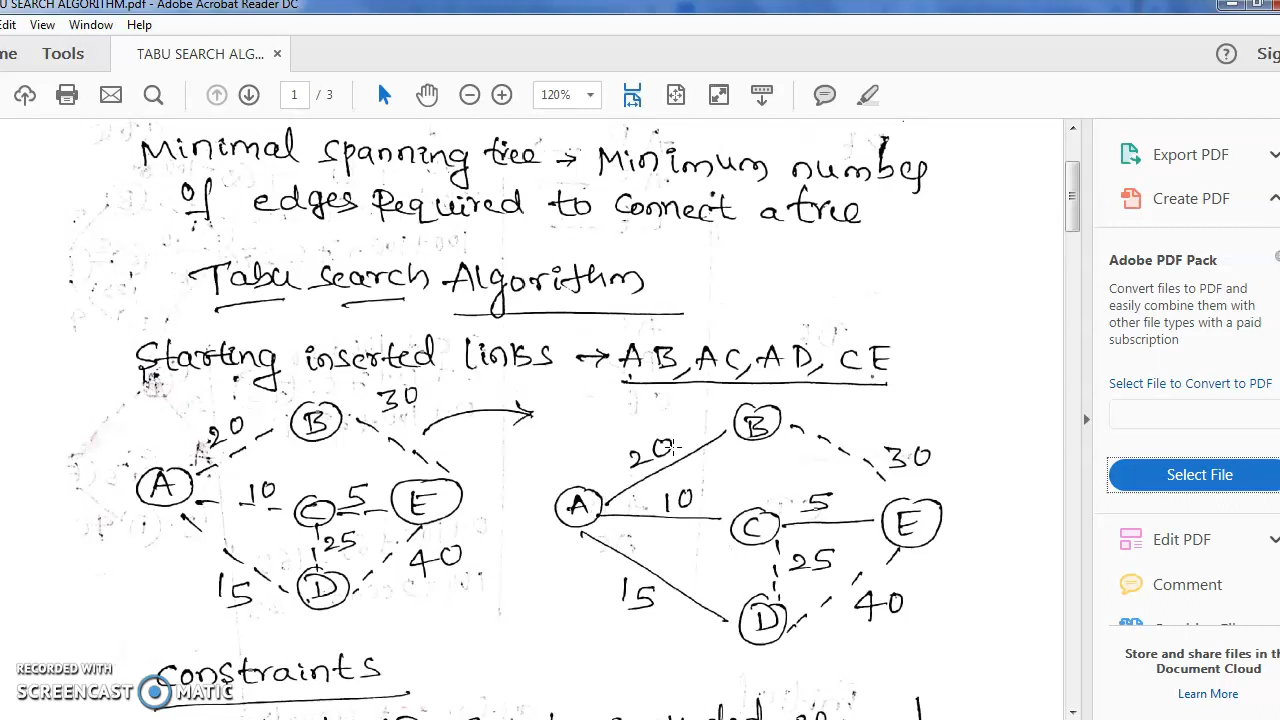 BU SEARCH ALGORITHM.pdf - Adobe Acrobat Reader DC
Edit View Window Help
me Tools TABU SEARCH ALG... × ? Sig
1 / 3 120%
Minimal spanning tree → Minimum number
of edges Required to Connect a tree
Tabu search Algorithm
Starting inserted links → AB, AC, AD, CE
A B C D E 20 30 10 5 25 15 40
A B C D E 20 30 10 5 25 15 40
constraints
Export PDF
Create PDF
Adobe PDF Pack
Convert files to PDF and
easily combine them with
other file types with a paid
subscription.
Select File to Convert to PDF
Select File
Edit PDF
Comment
Store and share files in the
Document Cloud
Learn More
RECORDED WITH
SCREENCAST MATIC